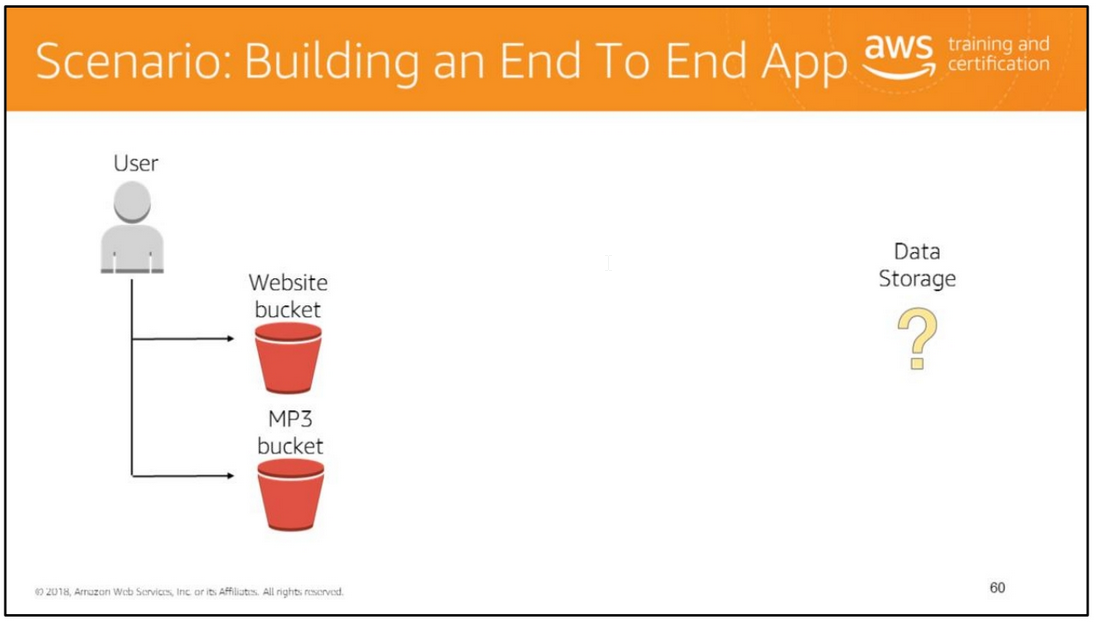 Scenario: Building an End To End App
aws training and
certification
User
Website
bucket
MP3
bucket
Data
Storage
?
© 2018, Amazon Web Services, Inc. or its Affiliates. All rights reserved.
60